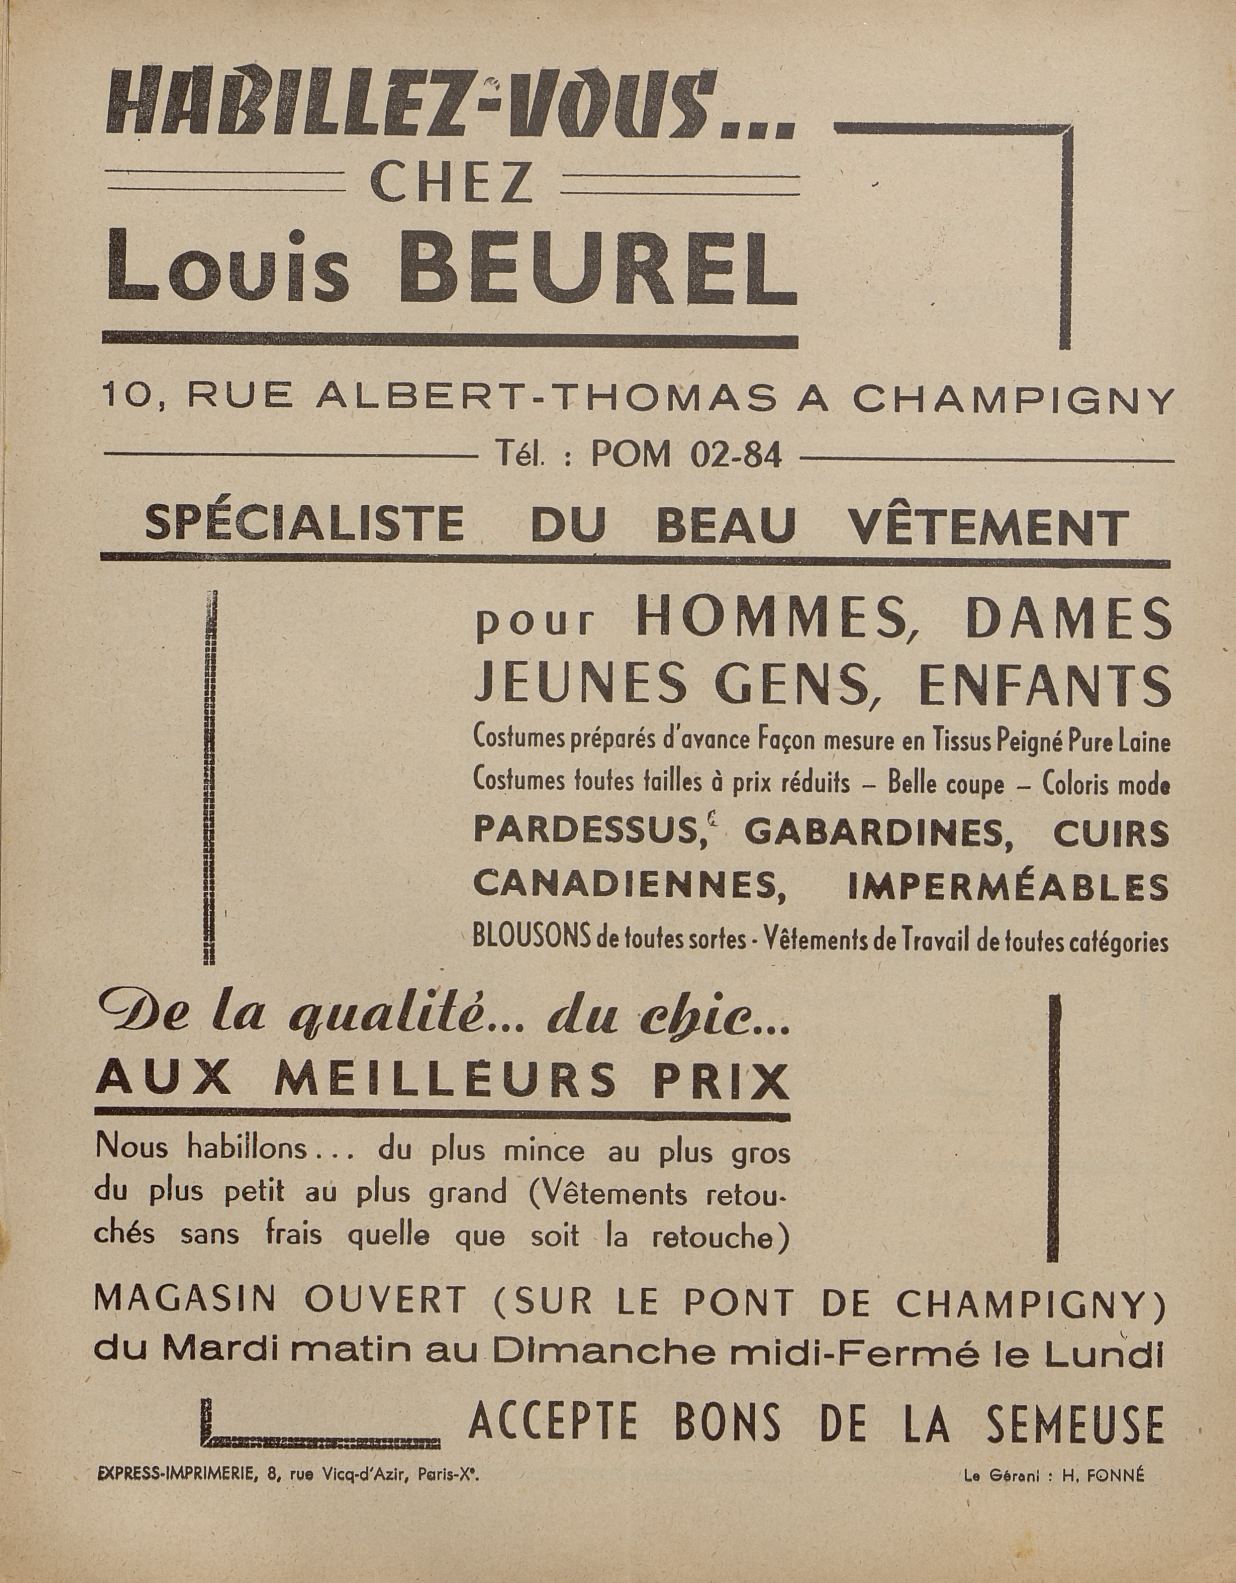 HABILLEZ-VOUS...
CHEZ
Louis BEUREL
10, RUE ALBERT-THOMAS A CHAMPIGNY
Tél. : POM 02-84
SPÉCIALISTE DU BEAU VÊTEMENT
pour HOMMES, DAMES
JEUNES GENS, ENFANTS
Costumes préparés d'avance Façon mesure en Tissus Peigné Pure Laine
Costumes toutes tailles à prix réduits – Belle coupe – Coloris mode
PARDESSUS, GABARDINES, CUIRS
CANADIENNES, IMPERMÉABLES
BLOUSONS de toutes sortes - Vêtements de Travail de toutes catégories
De la qualité... du chic...
AUX MEILLEURS PRIX
Nous habillons... du plus mince au plus gros
du plus petit au plus grand (Vêtements retou-
chés sans frais quelle que soit la retouche)
MAGASIN OUVERT (SUR LE PONT DE CHAMPIGNY)
du Mardi matin au Dimanche midi-Fermé le Lundi
ACCEPTE BONS DE LA SEMEUSE
EXPRESS-IMPRIMERIE, 8, rue Vicq-d'Azir, Paris-Xe.
Le Gérant : H. FONNÉ